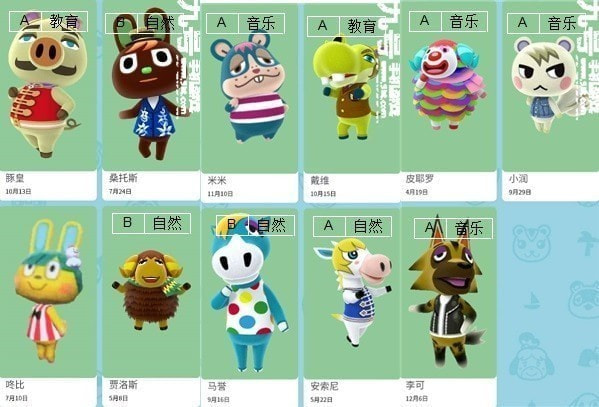 A 教育
B 自然
A 音乐
A 教育
A 音乐
A 音乐
豚皇
10月13日
桑托斯
7月24日
米米
11月10日
戴维
10月15日
皮耶罗
4月19日
小润
9月29日
B 自然
B 自然
A 自然
A 音乐
咚比
7月10日
贾洛斯
5月8日
马誉
9月16日
安索尼
5月22日
李可
12月6日